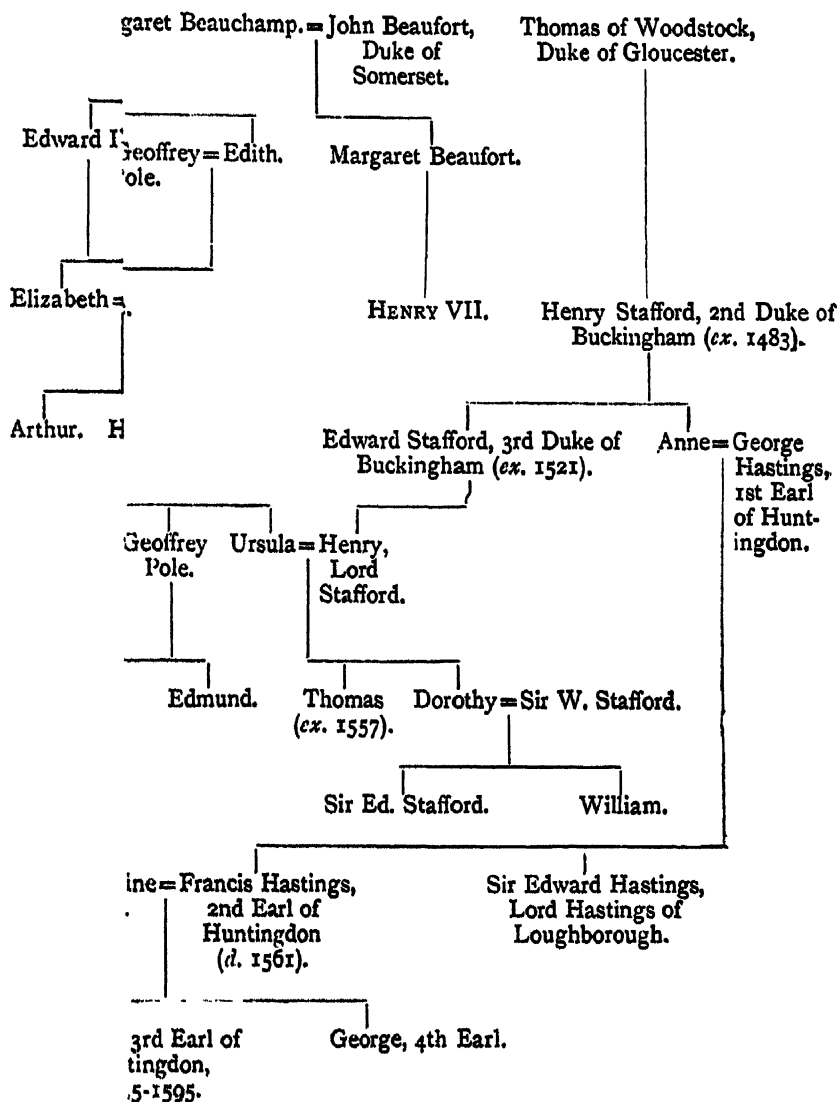 garet Beauchamp. = John Beaufort, Duke of Somerset.
Thomas of Woodstock, Duke of Gloucester.
Edward
Geoffrey = Edith.
ole.
Margaret Beaufort.
Elizabeth =
HENRY VII.
Henry Stafford, 2nd Duke of
Buckingham (ex. 1483).
Arthur. H
Edward Stafford, 3rd Duke of
Buckingham (ex. 1521).
Anne = George
Hastings,
1st Earl
of Hunt-
ingdon.
Geoffrey
Pole.
Ursula = Henry,
Lord
Stafford.
Edmund.
Thomas
(ex. 1557).
Dorothy = Sir W. Stafford.
Sir Ed. Stafford.
William.
ine = Francis Hastings,
2nd Earl of
Huntingdon
(d. 1561).
Sir Edward Hastings,
Lord Hastings of
Loughborough.
3rd Earl of
tingdon,
5-1595.
George, 4th Earl.